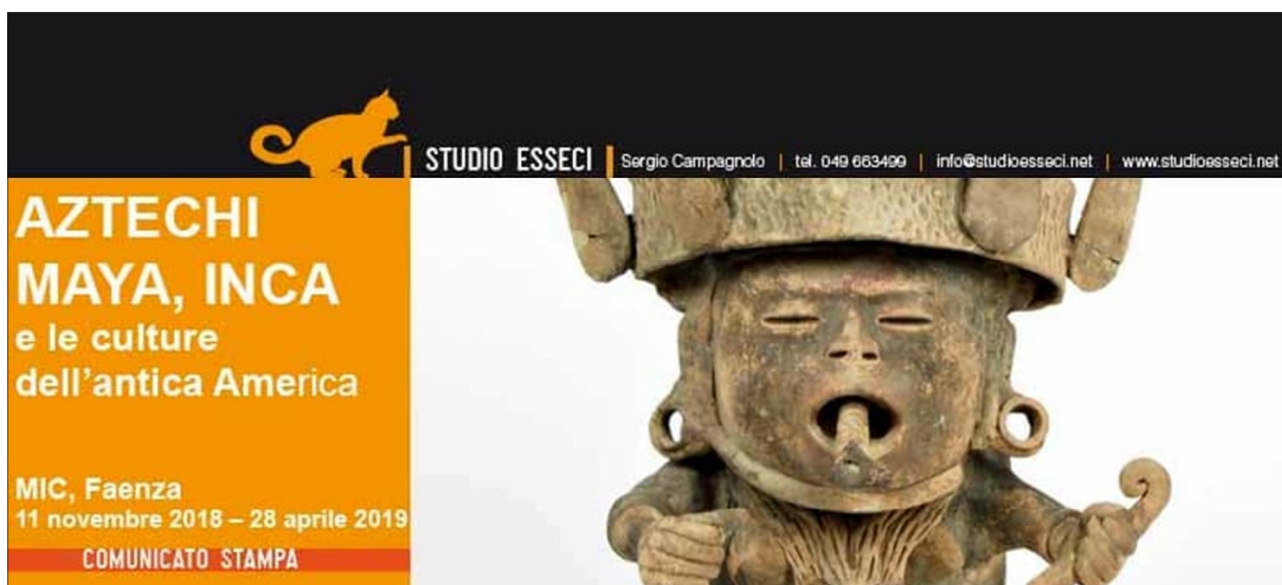 STUDIO ESSECI Sergio Campagnolo | tel. 049 663499 | info@studioesseci.net | www.studioesseci.net
AZTECHI
MAYA, INCA
e le culture
dell'antica America
MIC, Faenza
11 novembre 2018 – 28 aprile 2019
COMUNICATO STAMPA